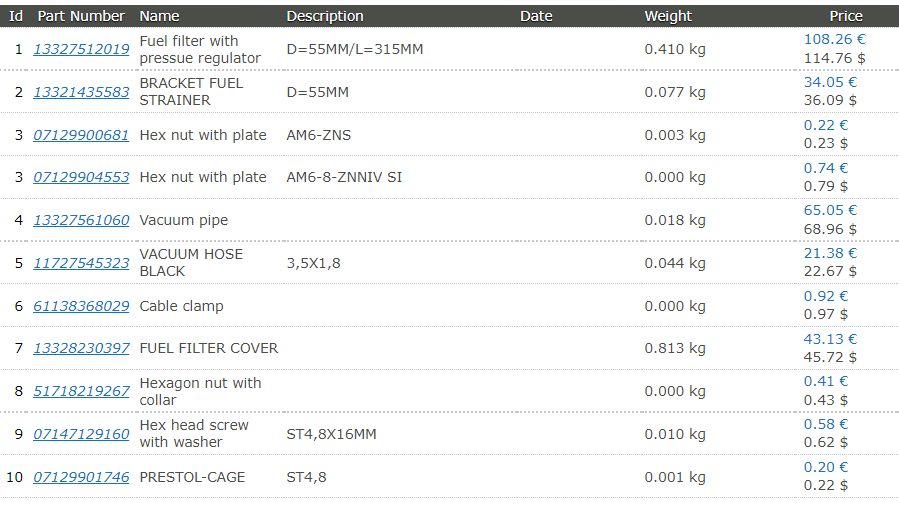 Id Part Number Name Description Date Weight Price
1 13327512019 Fuel filter with pressue regulator D=55MM/L=315MM 0.410 kg 108.26 € 114.76 $
2 13321435583 BRACKET FUEL STRAINER D=55MM 0.077 kg 34.05 € 36.09 $
3 07129900681 Hex nut with plate AM6-ZNS 0.003 kg 0.22 € 0.23 $
3 07129904553 Hex nut with plate AM6-8-ZNNIV SI 0.000 kg 0.74 € 0.79 $
4 13327561060 Vacuum pipe 0.018 kg 65.05 € 68.96 $
5 11727545323 VACUUM HOSE BLACK 3,5X1,8 0.044 kg 21.38 € 22.67 $
6 61138368029 Cable clamp 0.000 kg 0.92 € 0.97 $
7 13328230397 FUEL FILTER COVER 0.813 kg 43.13 € 45.72 $
8 51718219267 Hexagon nut with collar 0.000 kg 0.41 € 0.43 $
9 07147129160 Hex head screw with washer ST4,8X16MM 0.010 kg 0.58 € 0.62 $
10 07129901746 PRESTOL-CAGE ST4,8 0.001 kg 0.20 € 0.22 $